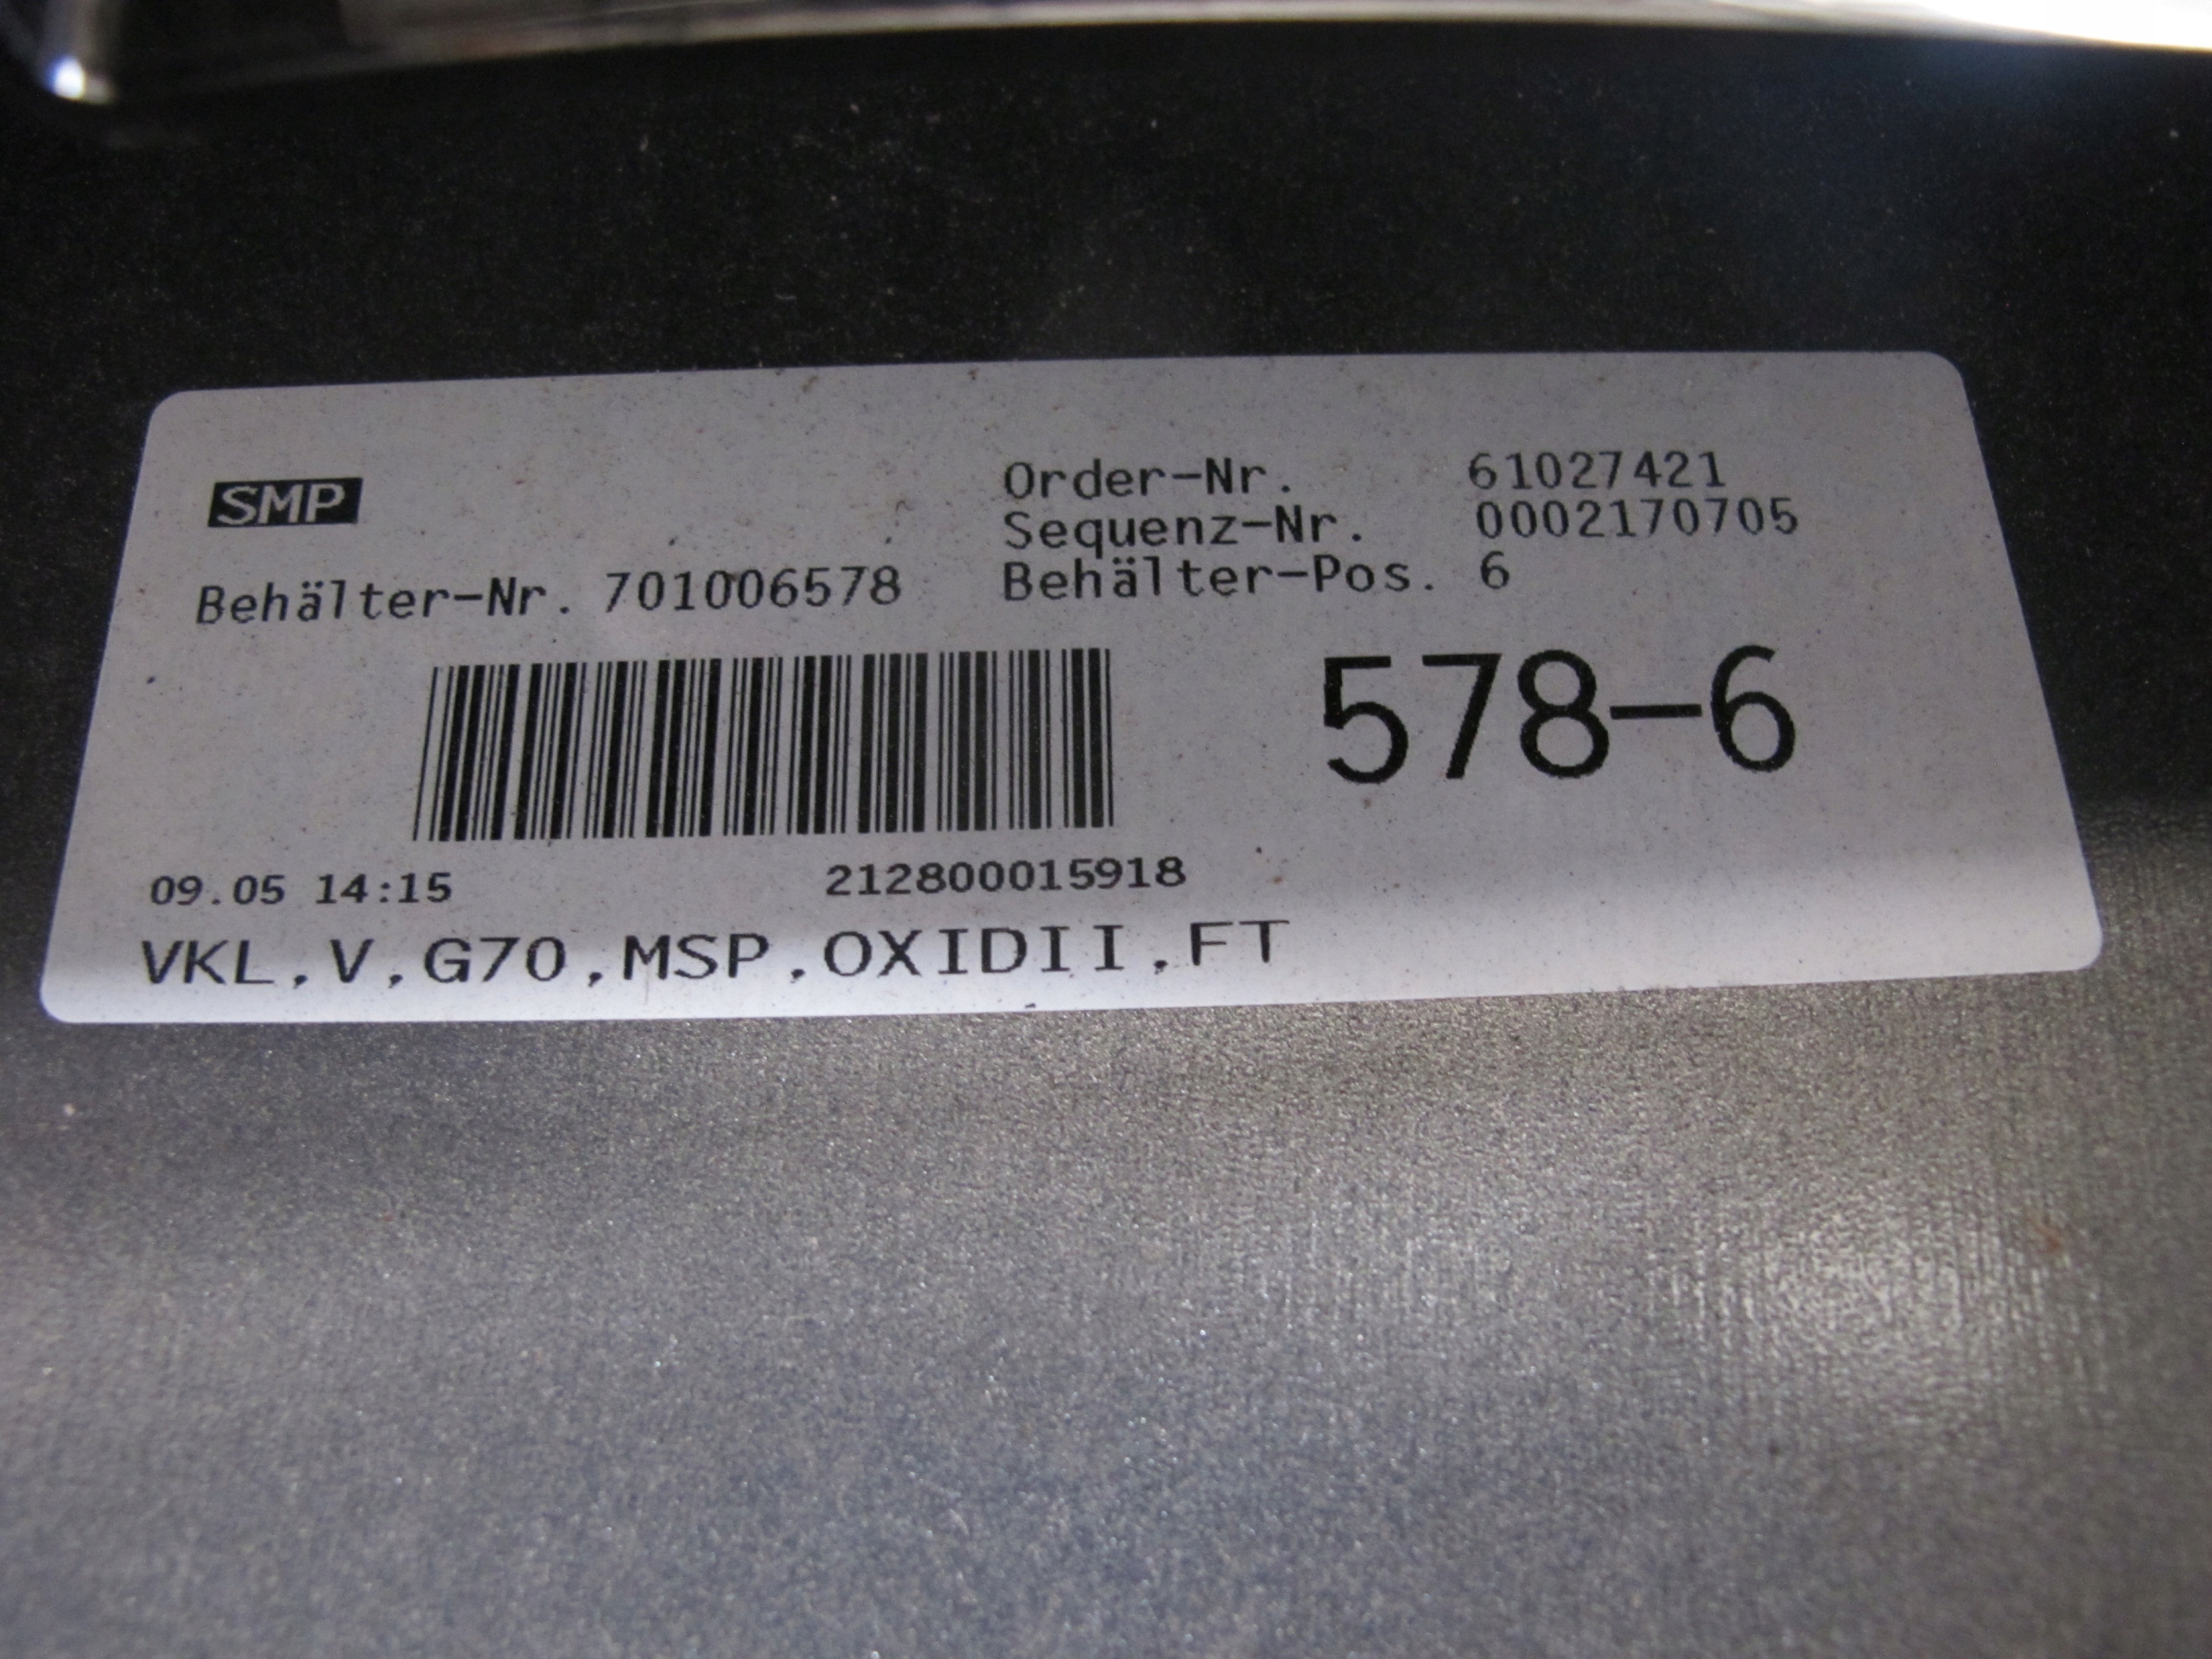 SMP
Order-Nr. 61027421
Sequenz-Nr. 0002170705
Behälter-Nr. 701006578 Behälter-Pos. 6
578-6
09.05 14:15 212800015918
VKL,V,G70,MSP,OXIDII,FT